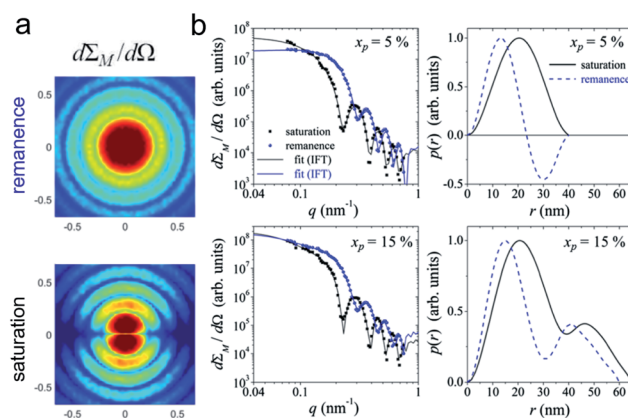 a
dΣ_M/dΩ
remanence
0.5
0
-0.5
-0.5
0
0.5
saturation
0.5
0
-0.5
-0.5
0
0.5
b
x_p = 5 %
dΣ_M/dΩ (arb. units)
10^8
10^7
10^6
10^5
10^4
10^3
saturation
remanence
fit (IFT)
fit (IFT)
0.04
0.1
1
q (nm^-1)
x_p = 5 %
saturation
remanence
p(r) (arb. units)
1.0
0.5
0.0
-0.5
0
10
20
30
40
50
60
r (nm)
x_p = 15 %
dΣ_M/dΩ (arb. units)
10^8
10^7
10^6
10^5
10^4
10^3
0.04
0.1
1
q (nm^-1)
x_p = 15 %
p(r) (arb. units)
1.0
0.5
0.0
0
10
20
30
40
50
60
r (nm)